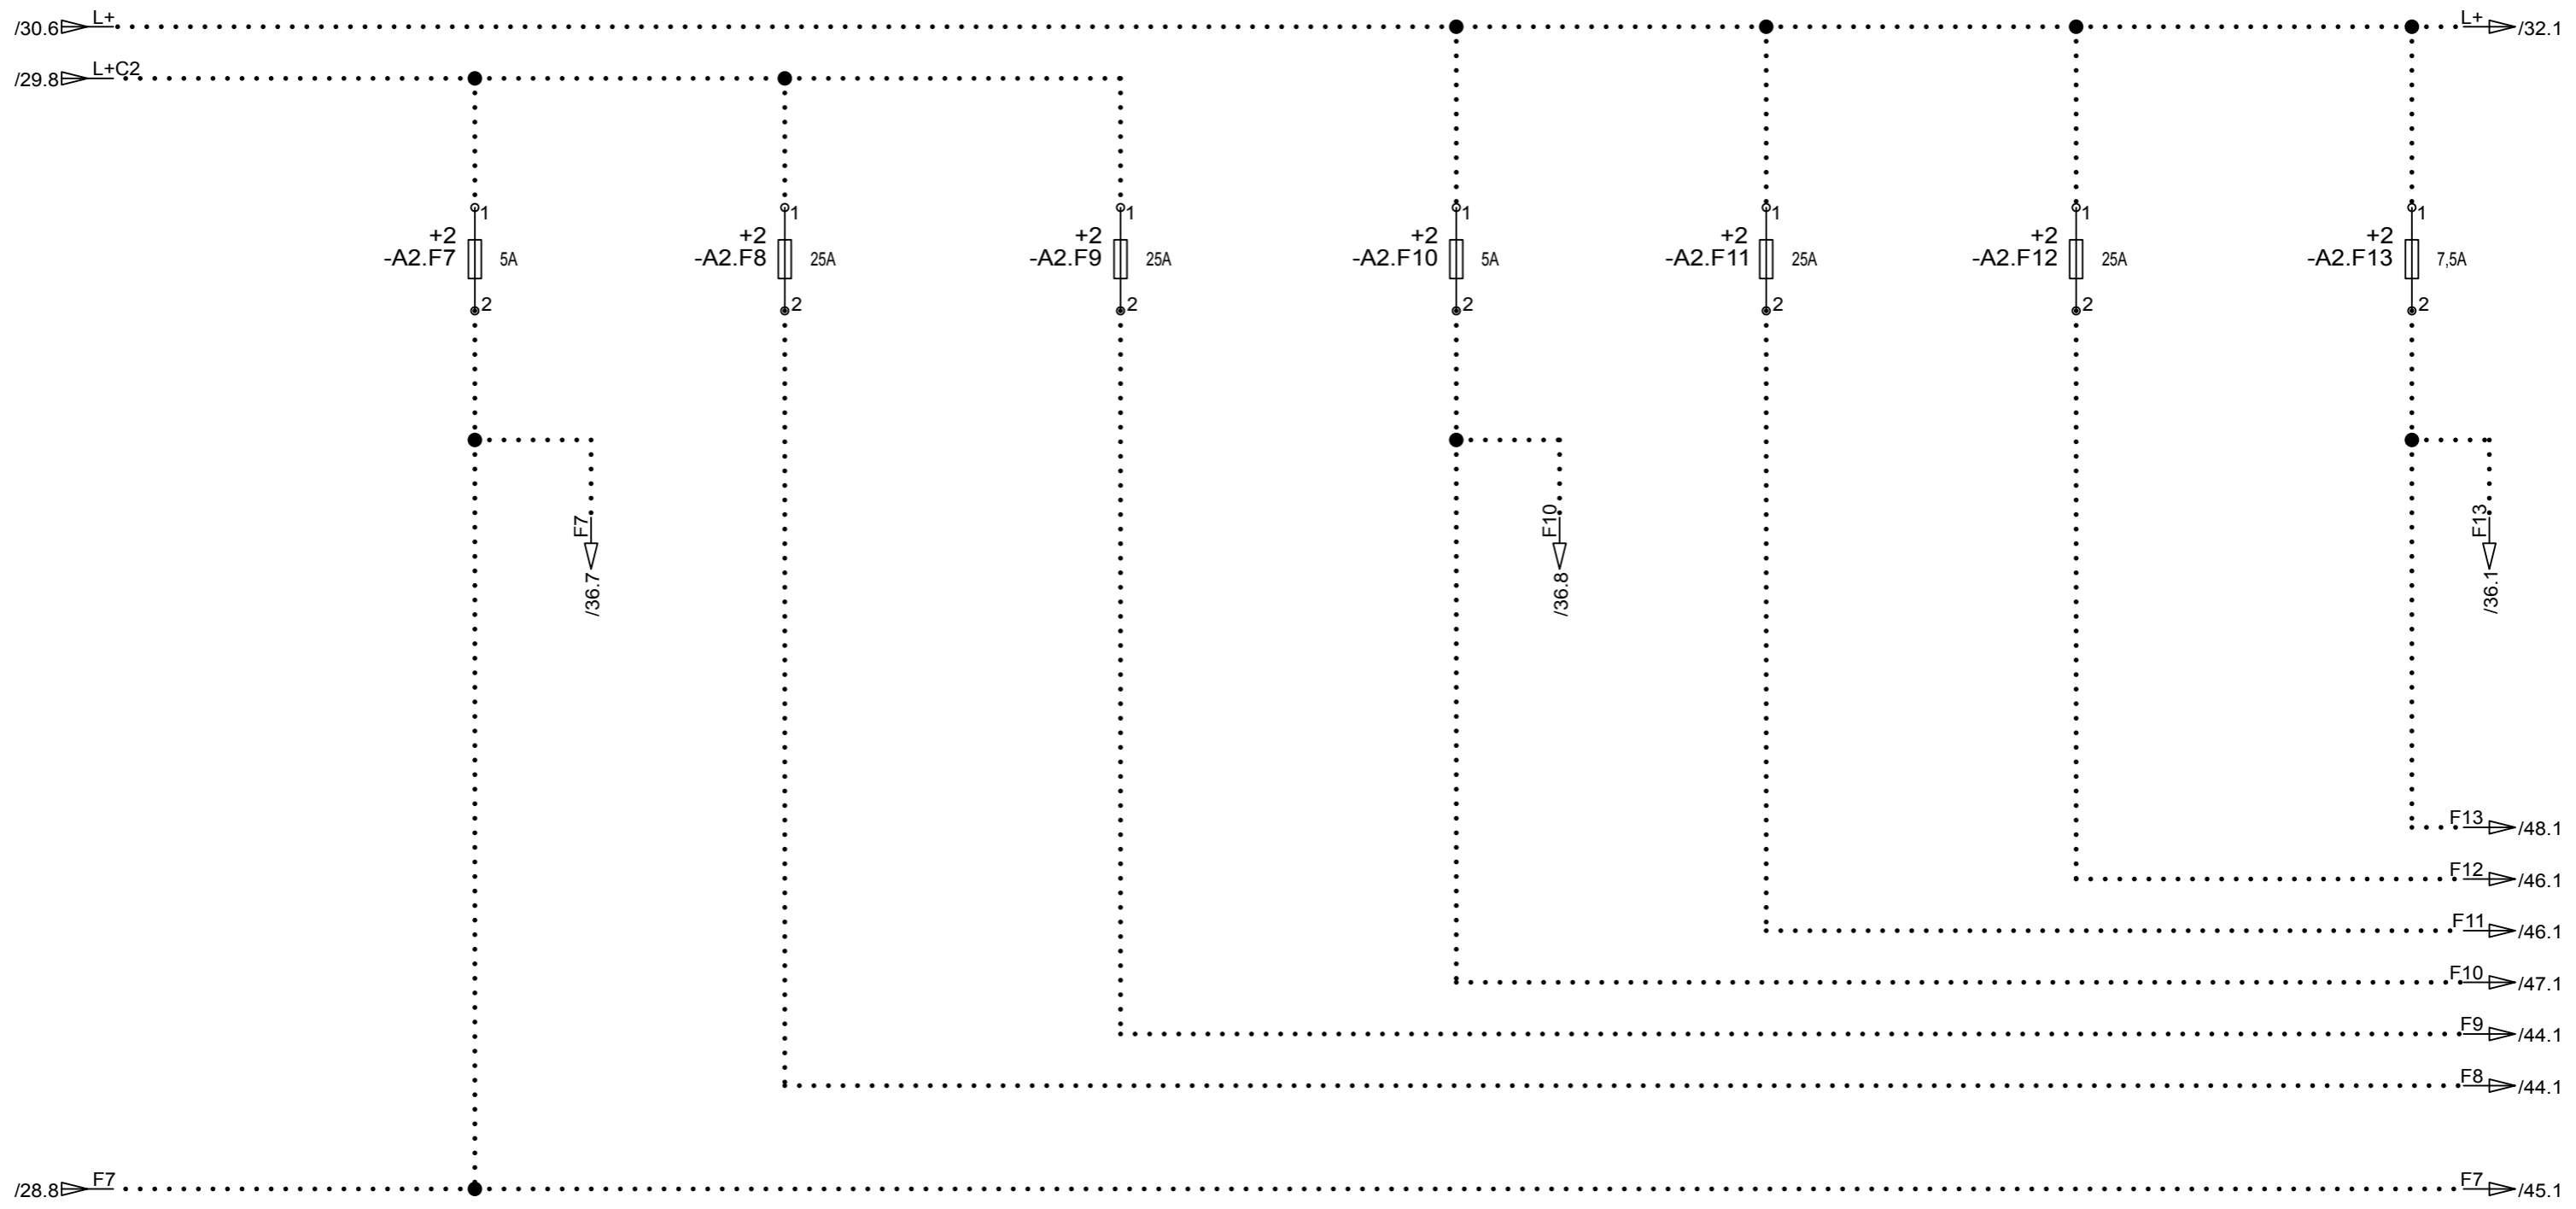 L+
/30.6
L+
/32.1
L+C2
/29.8
1
+2
-A2.F7
5A
2
1
+2
-A2.F8
25A
2
1
+2
-A2.F9
25A
2
1
+2
-A2.F10
5A
2
1
+2
-A2.F11
25A
2
1
+2
-A2.F12
25A
2
1
+2
-A2.F13
7,5A
2
F7
/36.7
F10
/36.8
F13
/36.1
F13
/48.1
F12
/46.1
F11
/46.1
F10
/47.1
F9
/44.1
F8
/44.1
F7
/28.8
F7
/45.1